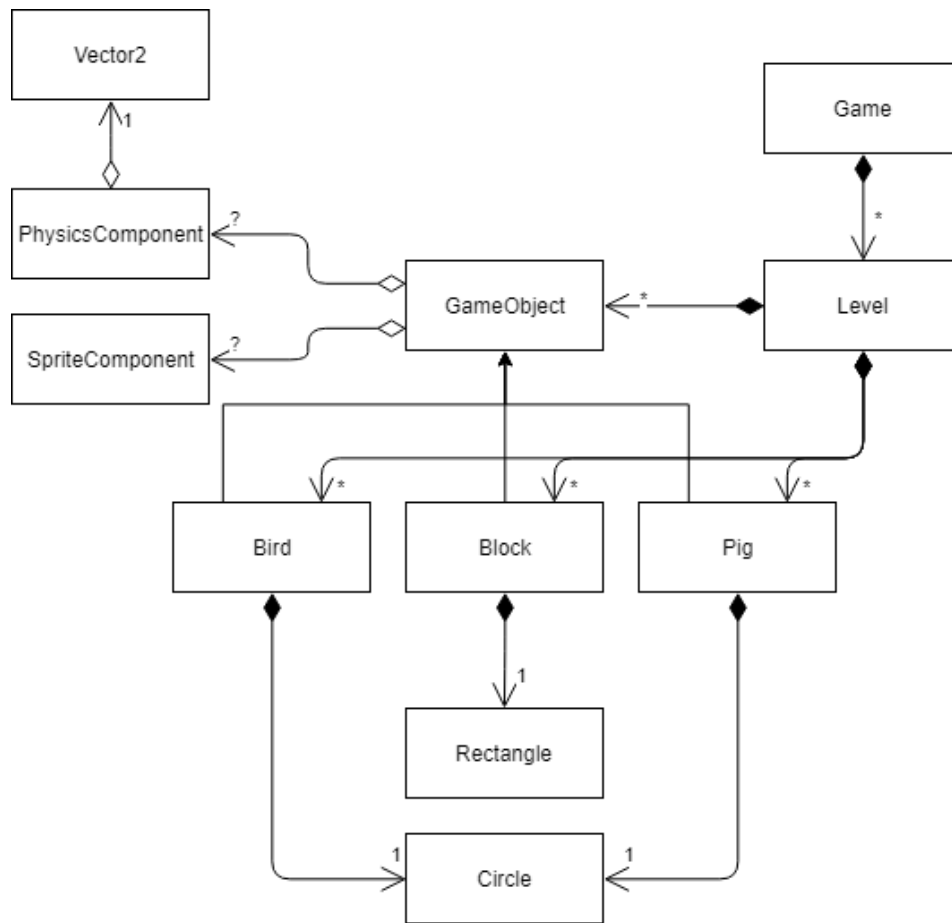 Vector2
Game
1
PhysicsComponent
?
*
GameObject
*
Level
SpriteComponent
?
*
*
*
Bird
Block
Pig
1
Rectangle
1
1
Circle